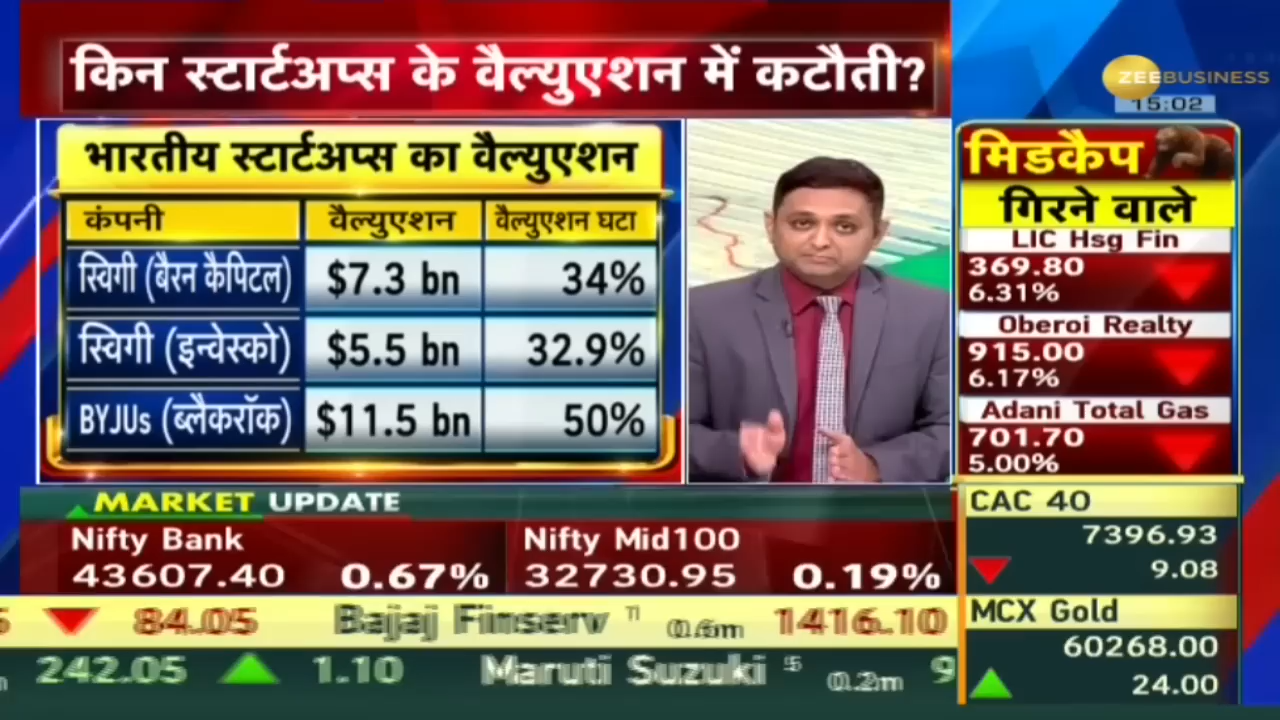 किन स्टार्टअप्स के वैल्युएशन में कटौती?
ZEEBUSINESS
15:02
भारतीय स्टार्टअप्स का वैल्युएशन
कंपनी वैल्युएशन वैल्युएशन घटा
स्विगी (बैरन कैपिटल) $7.3 bn 34%
स्विगी (इन्वेस्को) $5.5 bn 32.9%
BYJUs (ब्लैकरॉक) $11.5 bn 50%
मिडकैप
गिरने वाले
LIC Hsg Fin
369.80
6.31%
Oberoi Realty
915.00
6.17%
Adani Total Gas
701.70
5.00%
MARKET UPDATE
Nifty Bank
43607.40 0.67%
Nifty Mid100
32730.95 0.19%
CAC 40
7396.93
9.08
MCX Gold
60268.00
24.00
84.05 Bajaj Finserv 0.6m 1416.10
242.05 1.10 Maruti Suzuki 0.2m 9